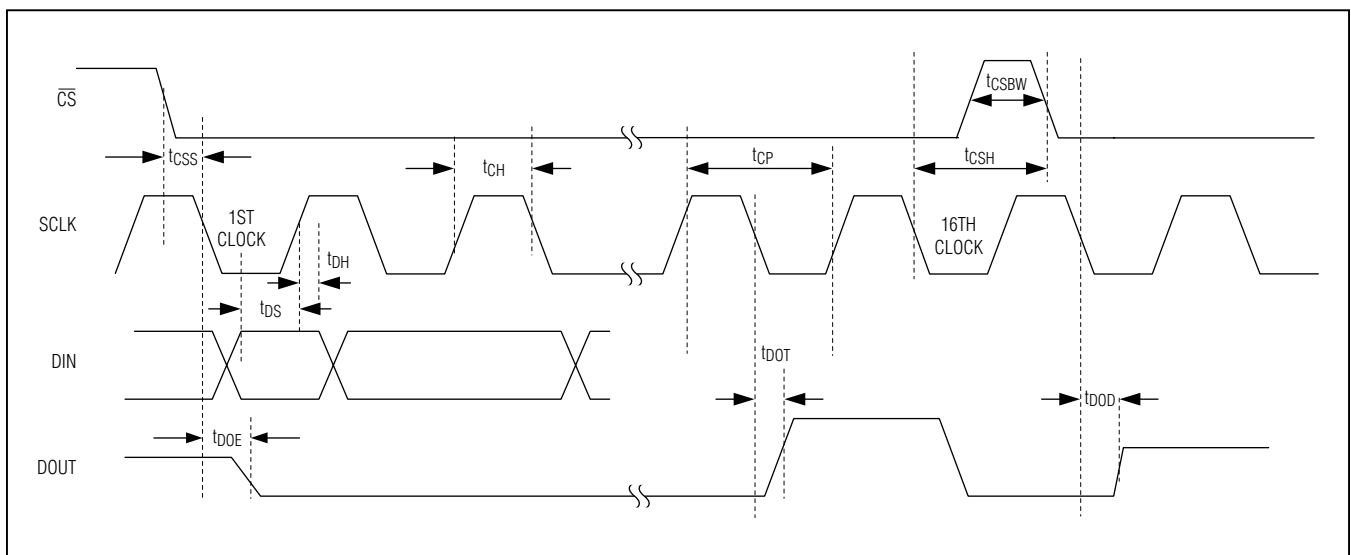 CS
tCSS
tCH
tCP
tCSBW
tCSH
SCLK
1ST
CLOCK
16TH
CLOCK
tDH
tDS
DIN
tDOT
tDOE
tDOD
DOUT